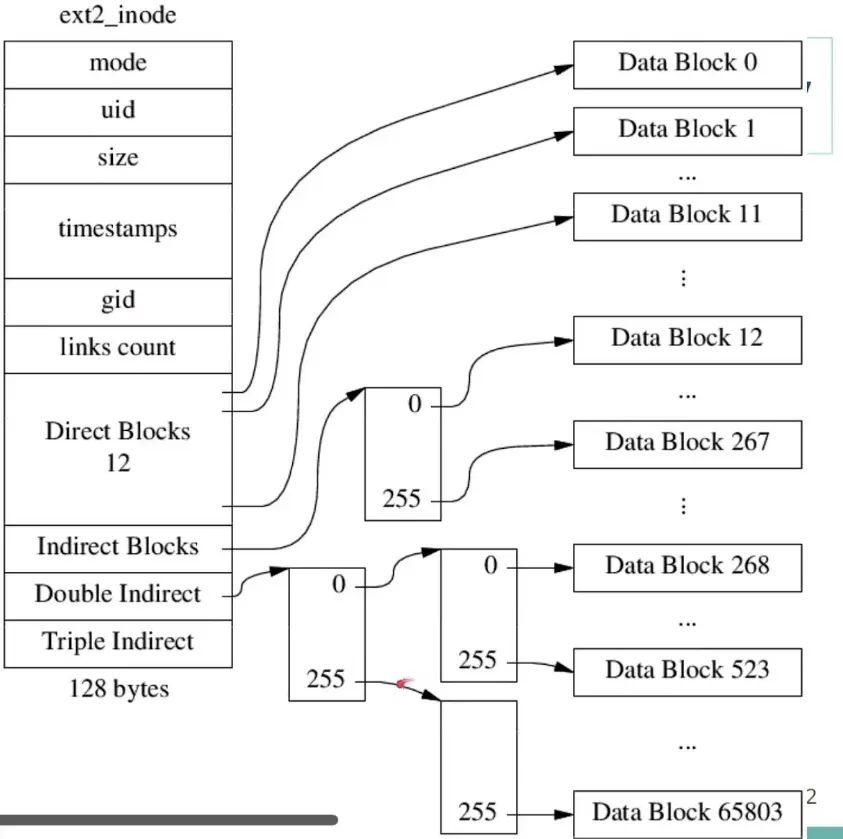 ext2_inode
mode
uid
size
timestamps
gid
links count
Direct Blocks
12
Indirect Blocks
Double Indirect
Triple Indirect
128 bytes
0
255
0
255
0
255
255
Data Block 0
Data Block 1
...
Data Block 11
...
Data Block 12
...
Data Block 267
...
Data Block 268
...
Data Block 523
...
Data Block 65803
2